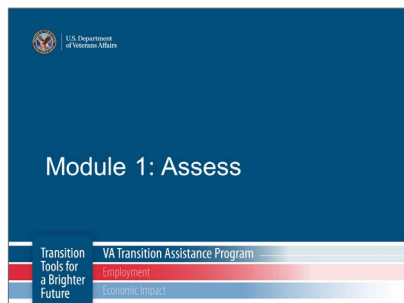 U.S. Department
of Veterans Affairs
Module 1: Assess
Transition
Tools for
a Brighter
Future
VA Transition Assistance Program
Employment
Economic Impact